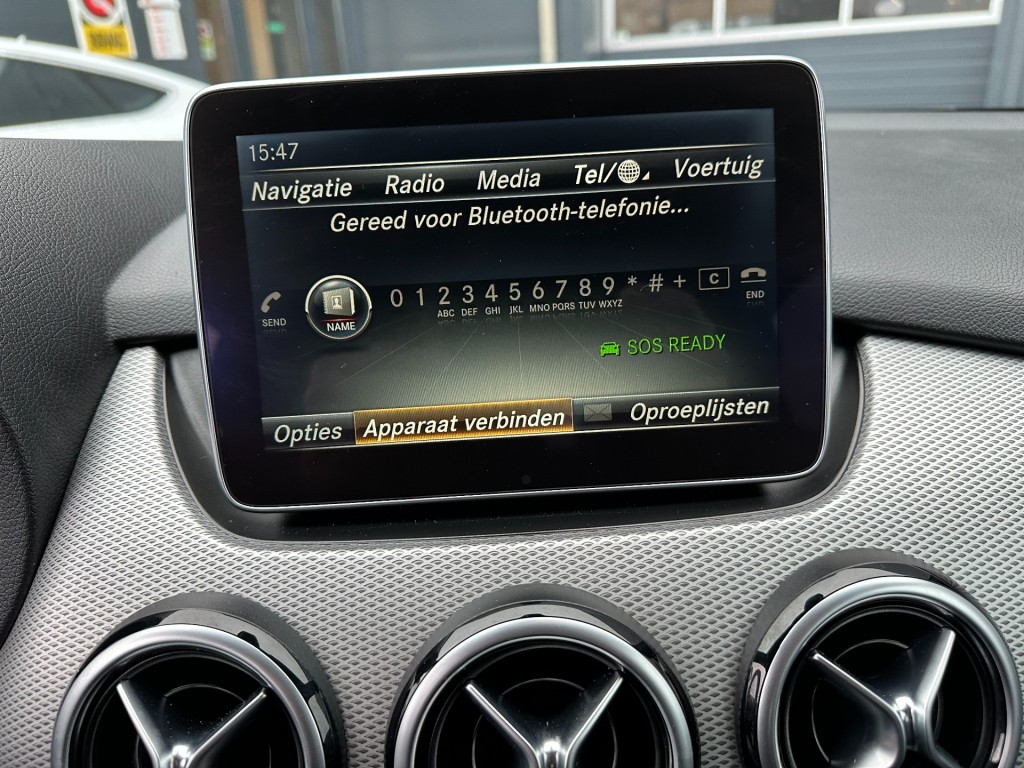 15:47
Navigatie Radio Media Tel/ Voertuig
Gereed voor Bluetooth-telefonie...
SEND NAME 0 1 2 3 4 5 6 7 8 9 * # + C END
ABC DEF GHI JKL MNO PQRS TUV WXYZ
SOS READY
Opties Apparaat verbinden Oproeplijsten